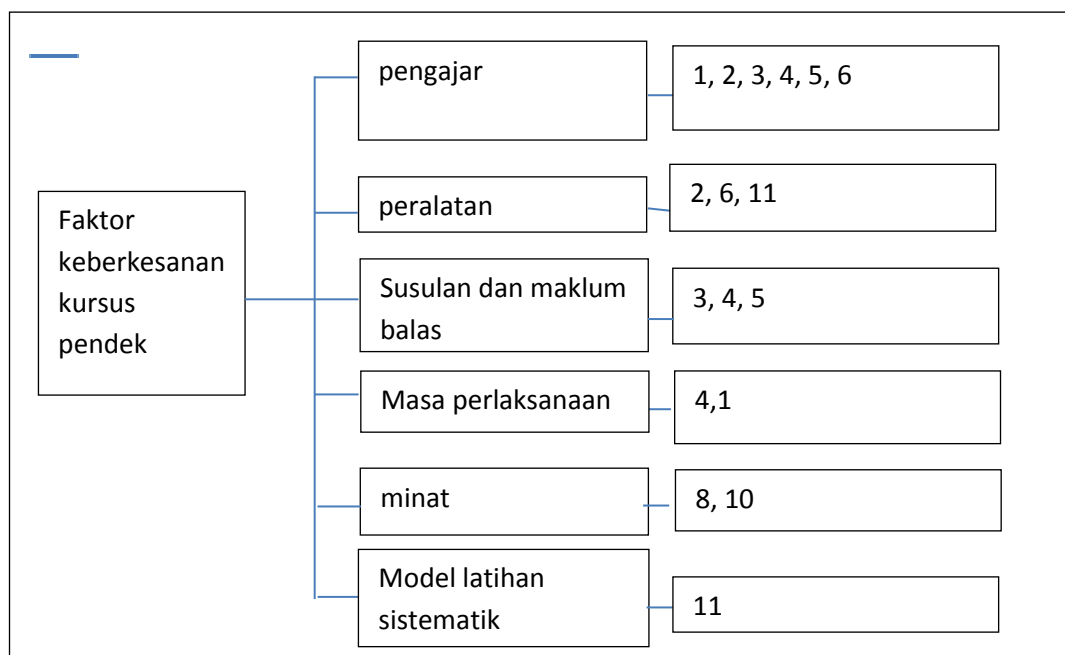 Faktor
keberkesanan
kursus
pendek
pengajar
1, 2, 3, 4, 5, 6
peralatan
2, 6, 11
Susulan dan maklum
balas
3, 4, 5
Masa perlaksanaan
4,1
minat
8, 10
Model latihan
sistematik
11